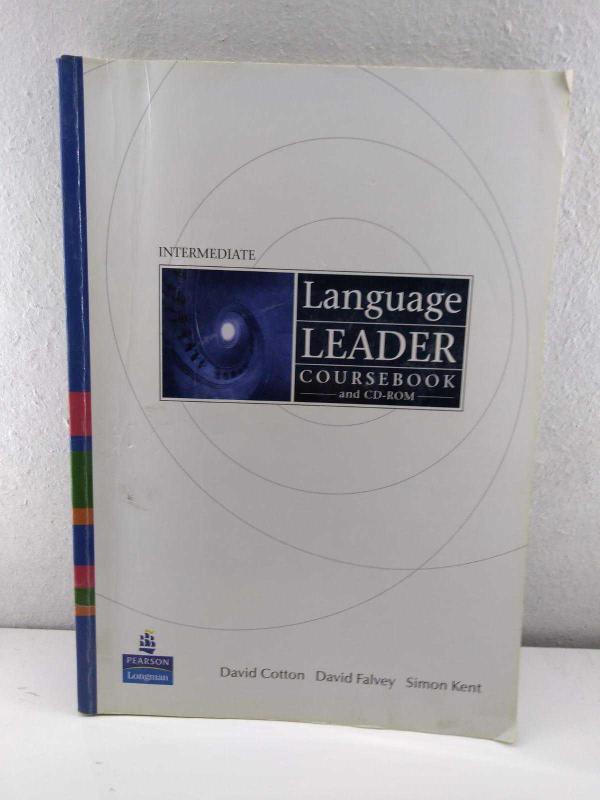 INTERMEDIATE
Language
LEADER
COURSEBOOK
and CD-ROM
PEARSON
Longman
David Cotton David Falvey Simon Kent